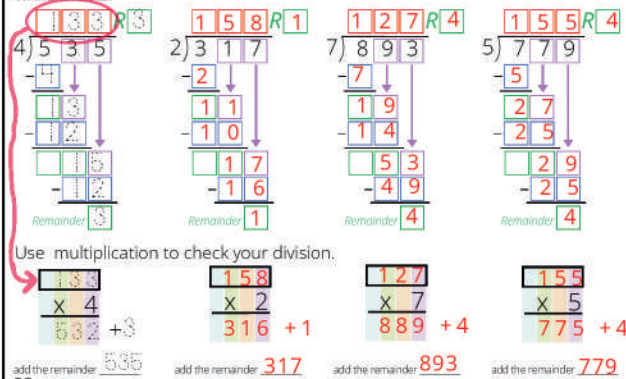 133 R3 158 R1 127 R4 155 R4
4)535 2)317 7)893 5)779
-4 -2 -7 -5
13 11 19 27
-12 -10 -14 -25
15 17 53 29
-12 -16 -49 -25
Remainder 3 Remainder 1 Remainder 4 Remainder 4
Use multiplication to check your division.
133 158 127 155
x 4 x 2 x 7 x 5
532 +3 316 +1 889 +4 775 +4
add the remainder 535 add the remainder 317 add the remainder 893 add the remainder 779